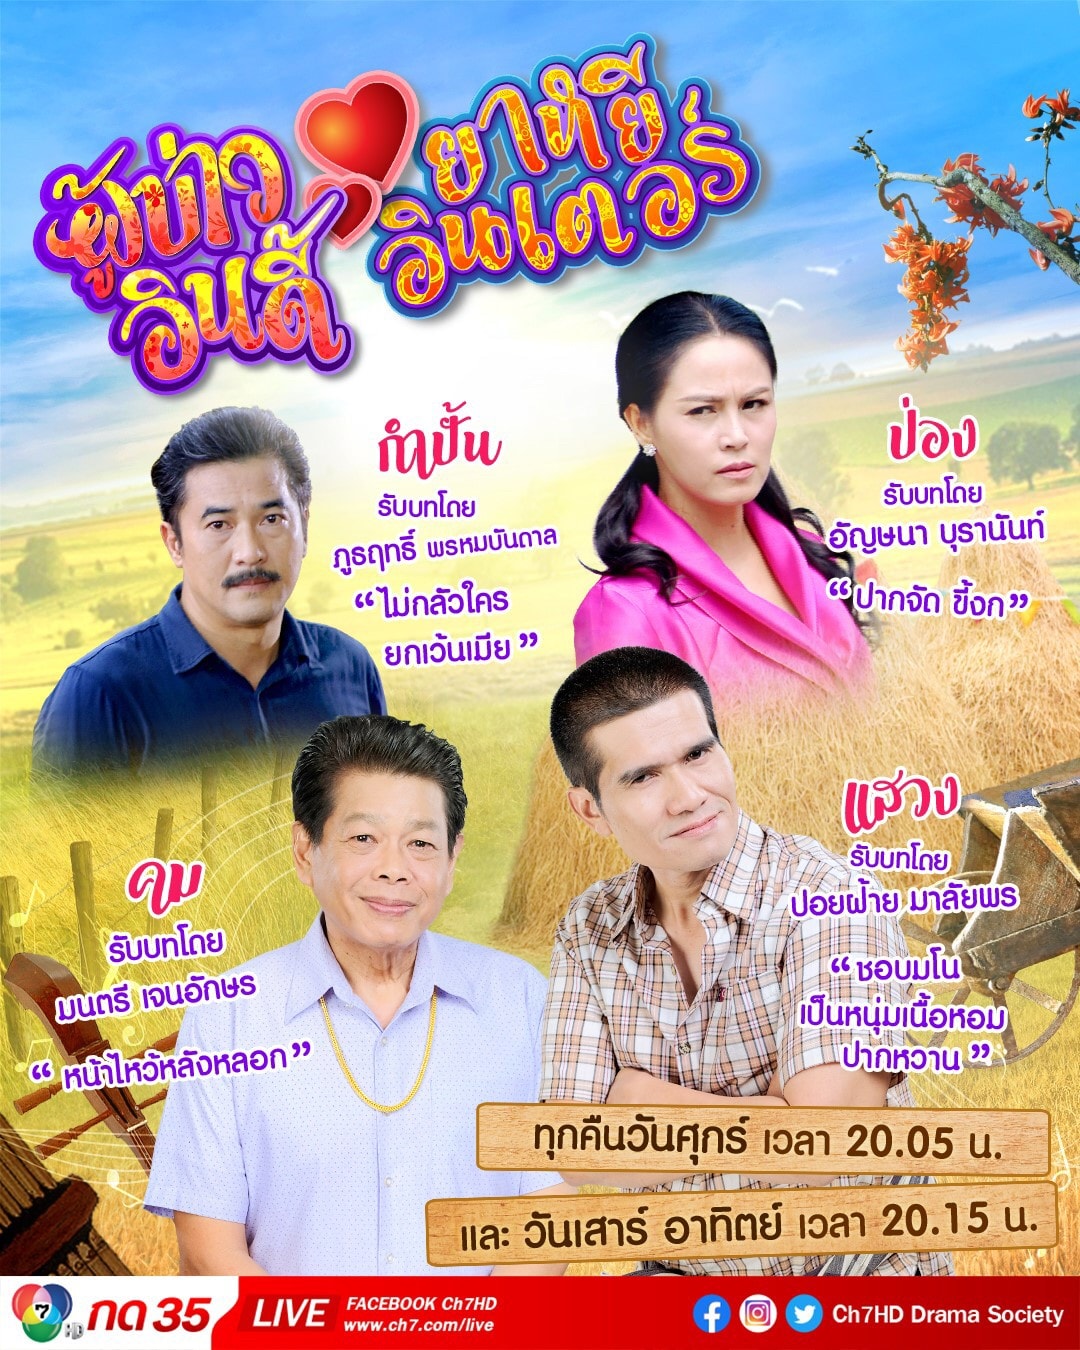 ผู้บ่าว
อินดี้
ยาหยี
อินเตอร์
กำปั้น
รับบทโดย
ภูธฤทธิ์ พรหมบันดาล
“ไม่กลัวใคร
ยกเว้นเมีย”
ป่อง
รับบทโดย
อัญษนา บุรานันท์
“ปากจัด ขี้งก”
คม
รับบทโดย
มนตรี เจนอักษร
“หน้าไหว้หลังหลอก”
แสวง
รับบทโดย
ปอยฝ้าย มาลัยพร
“ชอบมโน
เป็นหนุ่มเนื้อหอม
ปากหวาน”
ทุกคืนวันศุกร์ เวลา 20.05 น.
และ วันเสาร์ อาทิตย์ เวลา 20.15 น.
7 HD กด 35
LIVE
FACEBOOK Ch7HD
www.ch7.com/live
Ch7HD Drama Society